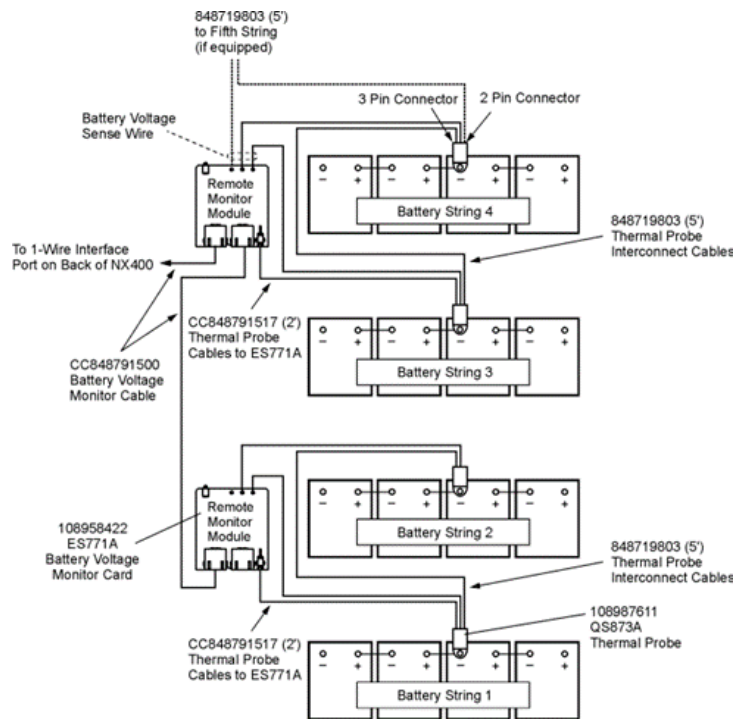 848719803 (5')
to Fifth String
(if equipped)
3 Pin Connector
2 Pin Connector
Battery Voltage
Sense Wire
Remote
Monitor
Module
- + - + - + - +
Battery String 4
To 1-Wire Interface
Port on Back of NX400
848719803 (5')
Thermal Probe
Interconnect Cables
CC848791517 (2')
Thermal Probe
Cables to ES771A
- + - + - + - +
Battery String 3
CC848791500
Battery Voltage
Monitor Cable
Remote
Monitor
Module
- + - + - + - +
Battery String 2
108958422
ES771A
Battery Voltage
Monitor Card
848719803 (5')
Thermal Probe
Interconnect Cables
108987611
QS873A
Thermal Probe
CC848791517 (2')
Thermal Probe
Cables to ES771A
- + - + - + - +
Battery String 1